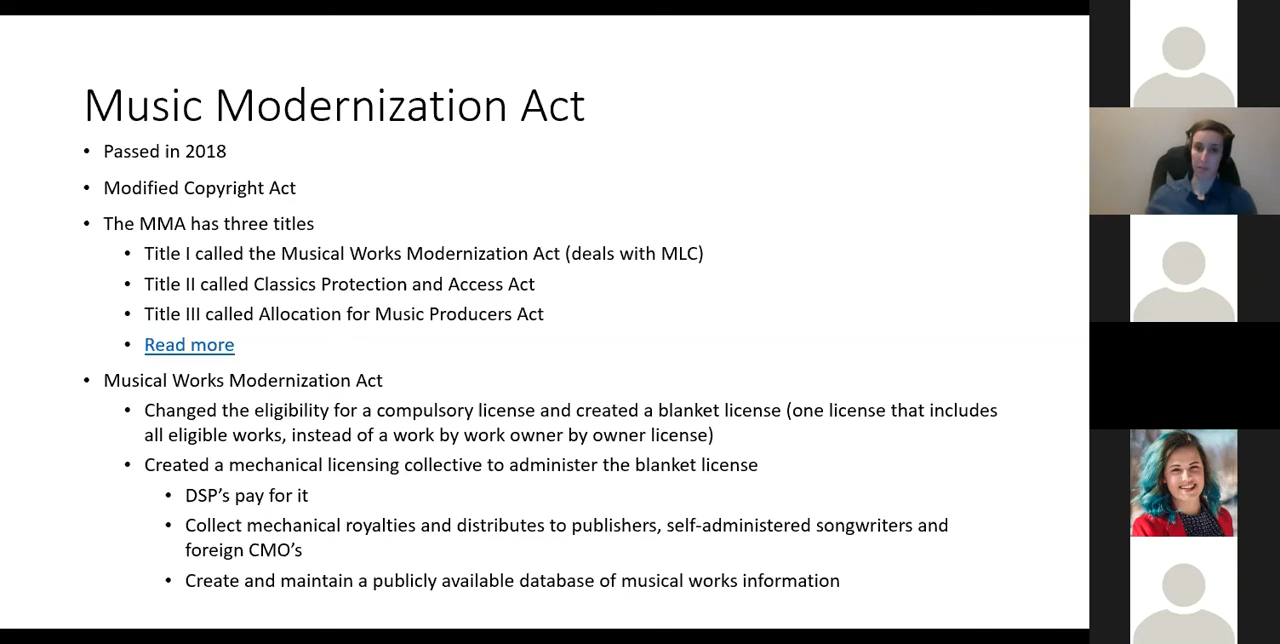 Music Modernization Act
• Passed in 2018
• Modified Copyright Act
• The MMA has three titles
• Title I called the Musical Works Modernization Act (deals with MLC)
• Title II called Classics Protection and Access Act
• Title III called Allocation for Music Producers Act
• Read more
• Musical Works Modernization Act
• Changed the eligibility for a compulsory license and created a blanket license (one license that includes
all eligible works, instead of a work by work owner by owner license)
• Created a mechanical licensing collective to administer the blanket license
• DSP's pay for it
• Collect mechanical royalties and distributes to publishers, self-administered songwriters and
foreign CMO's
• Create and maintain a publicly available database of musical works information